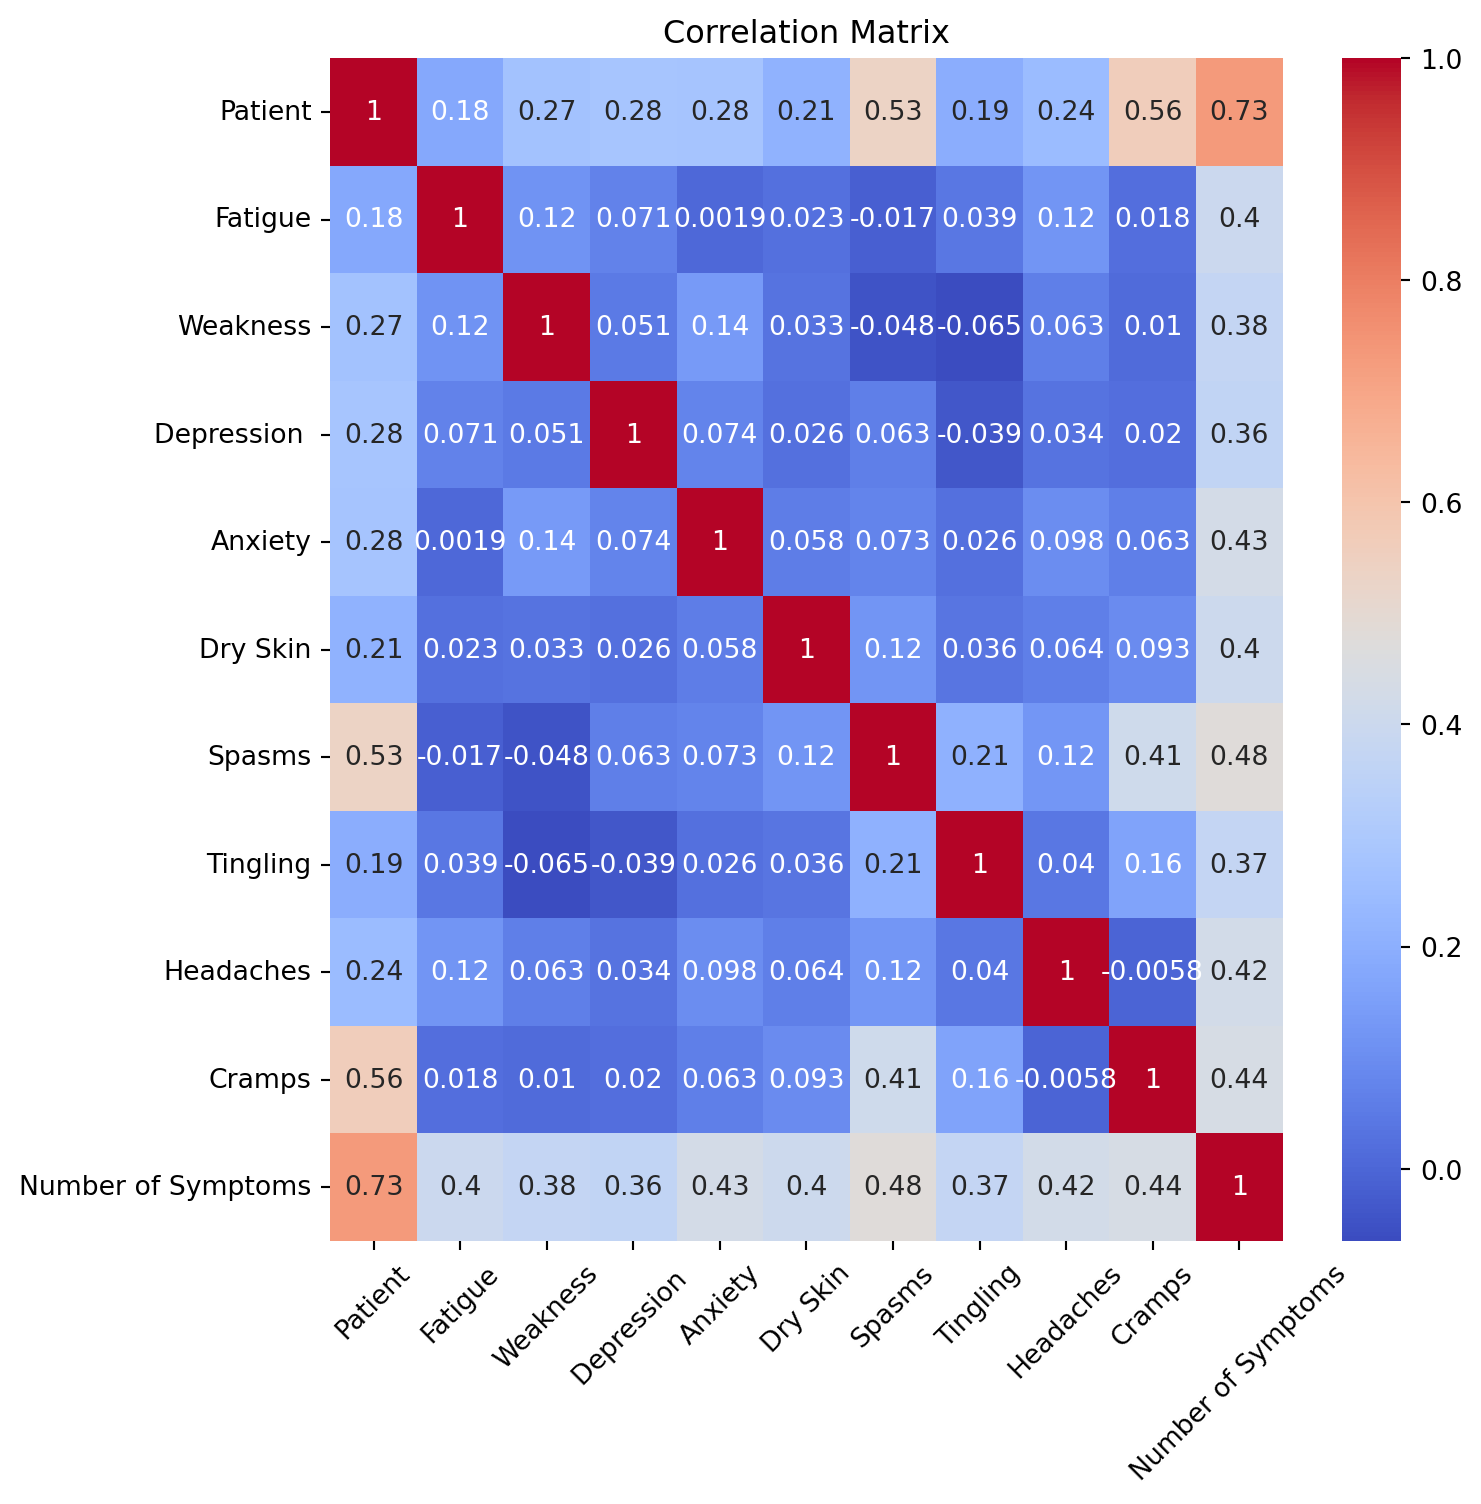 Correlation Matrix
Patient 1 0.18 0.27 0.28 0.28 0.21 0.53 0.19 0.24 0.56 0.73
Fatigue 0.18 1 0.12 0.071 0.0019 0.023 -0.017 0.039 0.12 0.018 0.4
Weakness 0.27 0.12 1 0.051 0.14 0.033 -0.048 -0.065 0.063 0.01 0.38
Depression 0.28 0.071 0.051 1 0.074 0.026 0.063 -0.039 0.034 0.02 0.36
Anxiety 0.28 0.0019 0.14 0.074 1 0.058 0.073 0.026 0.098 0.063 0.43
Dry Skin 0.21 0.023 0.033 0.026 0.058 1 0.12 0.036 0.064 0.093 0.4
Spasms 0.53 -0.017 -0.048 0.063 0.073 0.12 1 0.21 0.12 0.41 0.48
Tingling 0.19 0.039 -0.065 -0.039 0.026 0.036 0.21 1 0.04 0.16 0.37
Headaches 0.24 0.12 0.063 0.034 0.098 0.064 0.12 0.04 1 -0.0058 0.42
Cramps 0.56 0.018 0.01 0.02 0.063 0.093 0.41 0.16 -0.0058 1 0.44
Number of Symptoms 0.73 0.4 0.38 0.36 0.43 0.4 0.48 0.37 0.42 0.44 1
Patient
Fatigue
Weakness
Depression
Anxiety
Dry Skin
Spasms
Tingling
Headaches
Cramps
Number of Symptoms
1.0
0.8
0.6
0.4
0.2
0.0